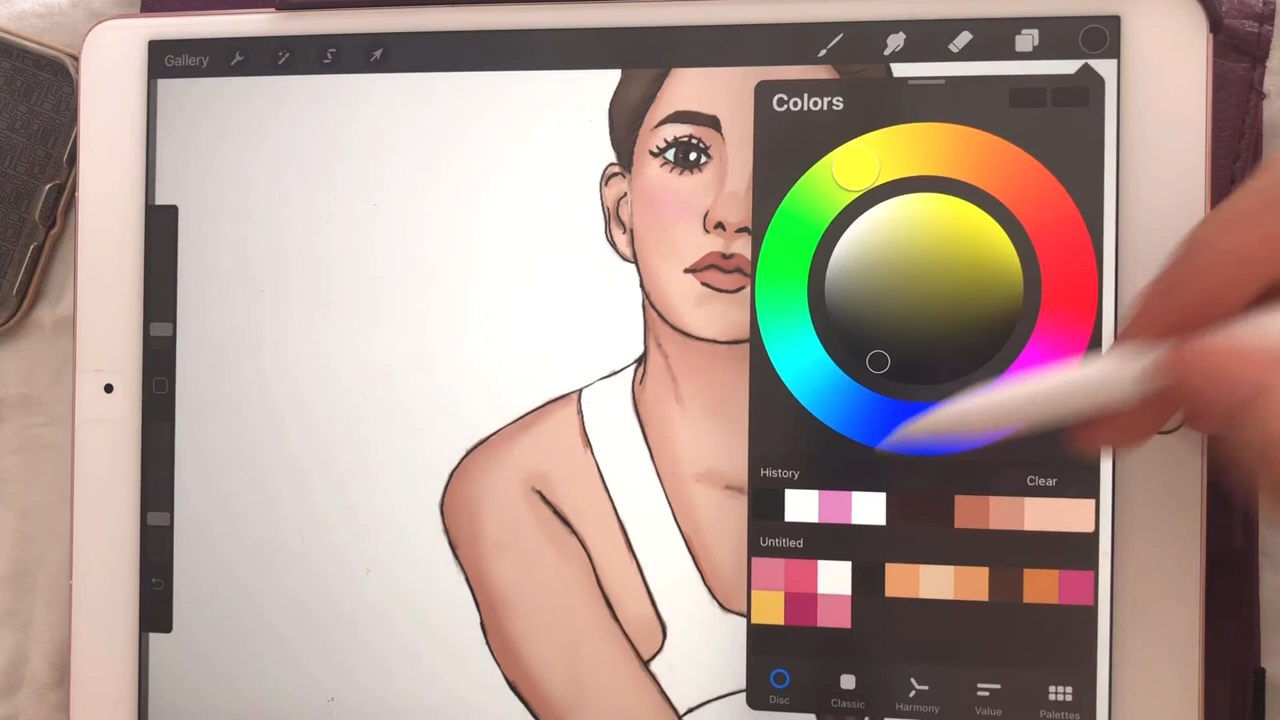 Gallery
Colors
History
Clear
Untitled
Disc
Classic
Harmony
Value
Palettes